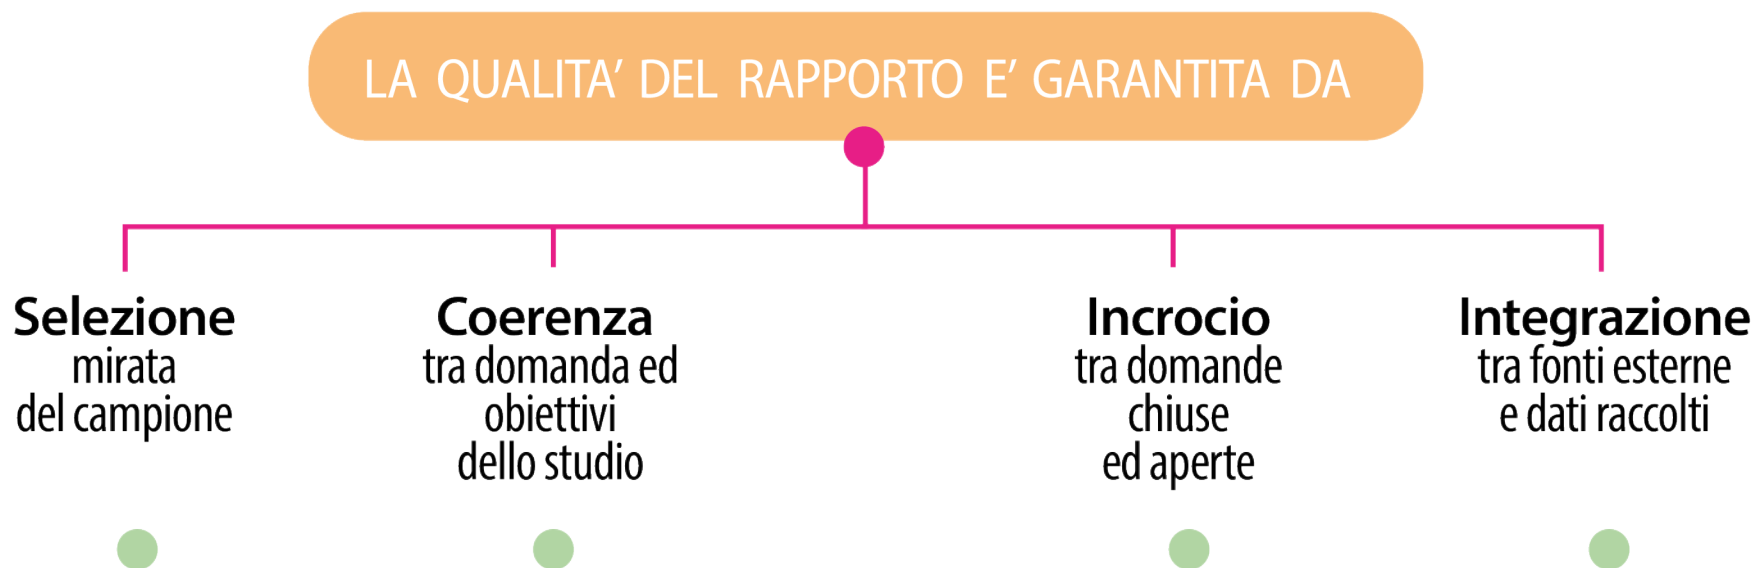 LA QUALITA' DEL RAPPORTO E' GARANTITA DA
Selezione
mirata
del campione
Coerenza
tra domanda ed
obiettivi
dello studio
Incrocio
tra domande
chiuse
ed aperte
Integrazione
tra fonti esterne
e dati raccolti